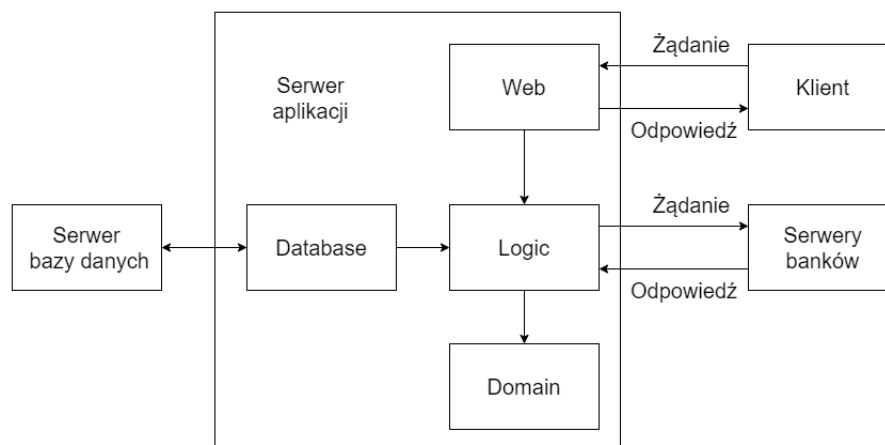 Żądanie
Serwer
aplikacji
Web
Klient
Odpowiedź
Żądanie
Serwer
bazy danych
Database
Logic
Serwery
banków
Odpowiedź
Domain